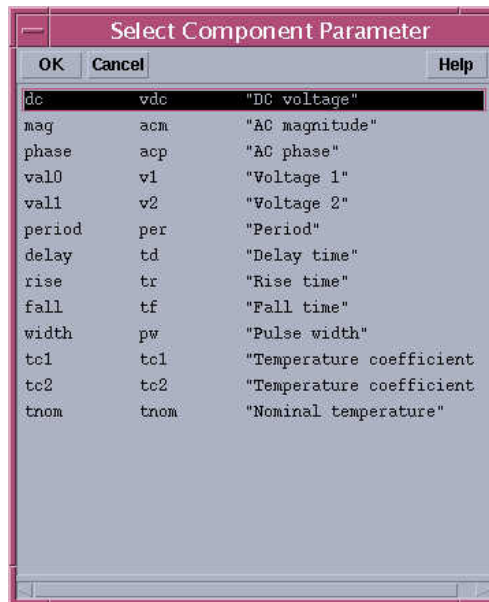 Select Component Parameter
OK Cancel Help
dc vdc "DC voltage"
mag acm "AC magnitude"
phase acp "AC phase"
val0 v1 "Voltage 1"
val1 v2 "Voltage 2"
period per "Period"
delay td "Delay time"
rise tr "Rise time"
fall tf "Fall time"
width pw "Pulse width"
tc1 tc1 "Temperature coefficient
tc2 tc2 "Temperature coefficient
tnom tnom "Nominal temperature"